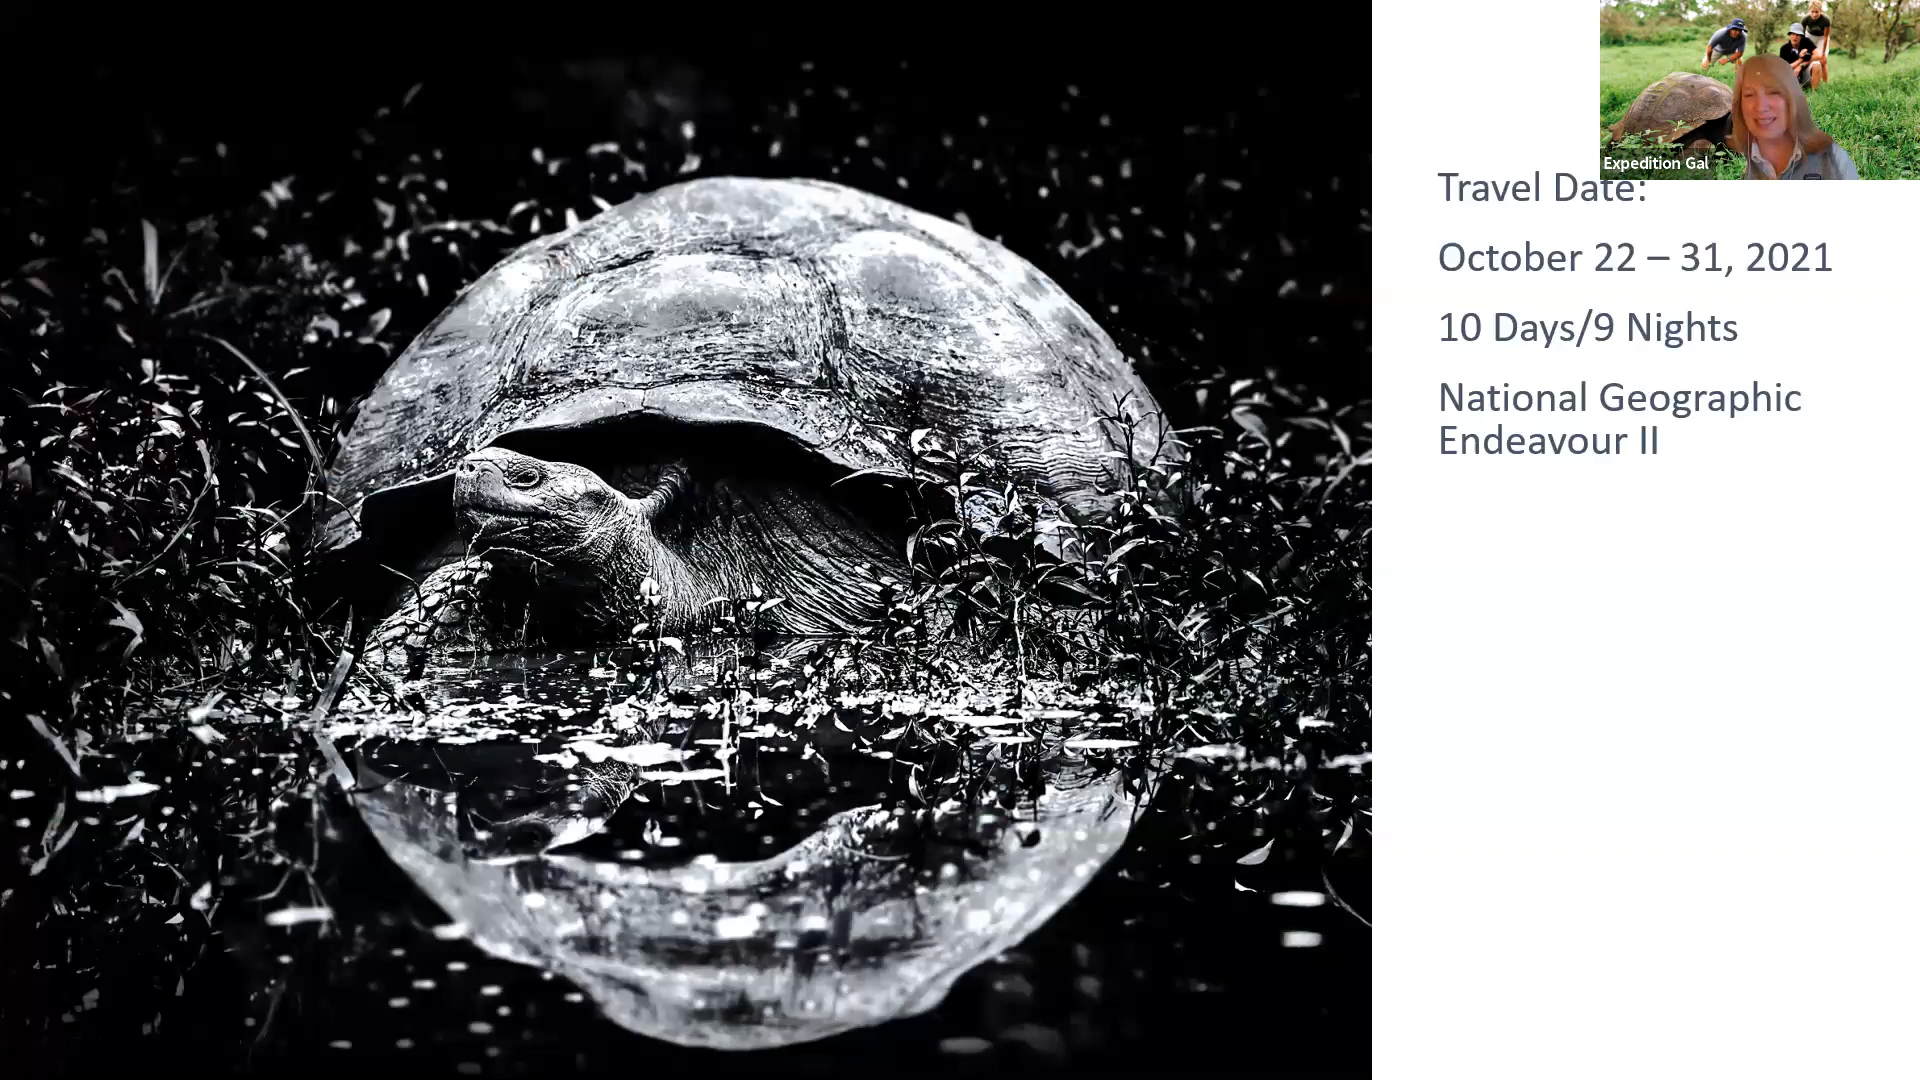 Expedition Gal
Travel Date:
October 22 – 31, 2021
10 Days/9 Nights
National Geographic
Endeavour II